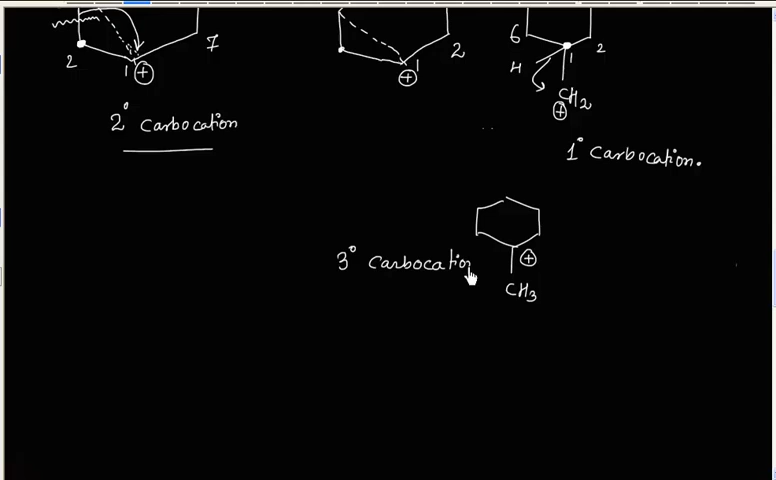 7
2
1
⊕
2° Carbocation
2
1
⊕
6
2
1
H
CH2
⊕
1° Carbocation.
3° Carbocation
⊕
CH3